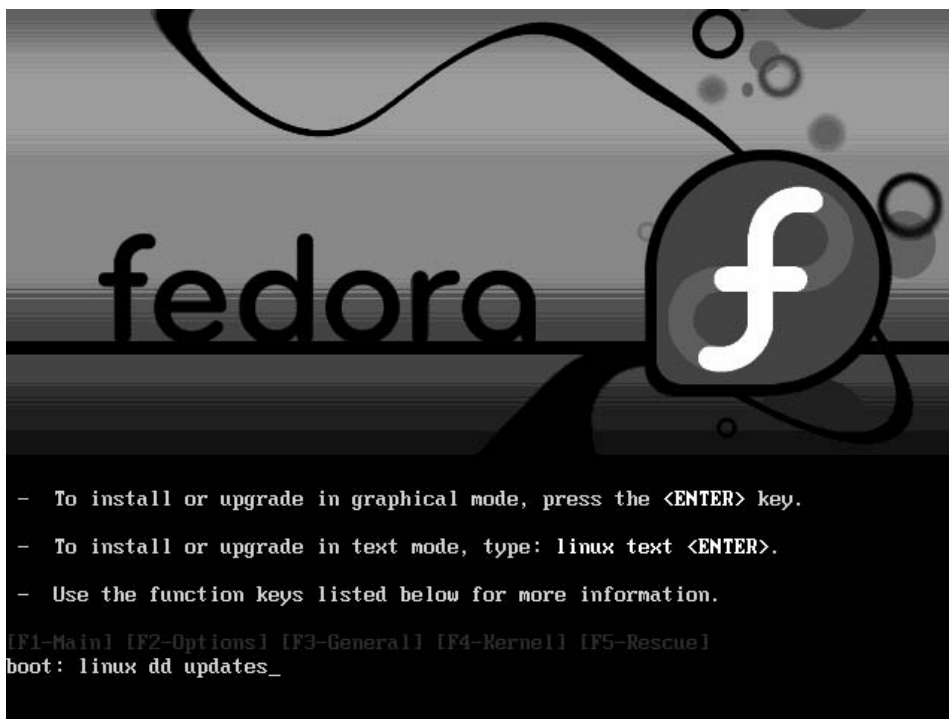 fedora
f
- To install or upgrade in graphical mode, press the <ENTER> key.
- To install or upgrade in text mode, type: linux text <ENTER>.
- Use the function keys listed below for more information.
[F1-Main] [F2-Options] [F3-General] [F4-Kernel] [F5-Rescue]
boot: linux dd updates_